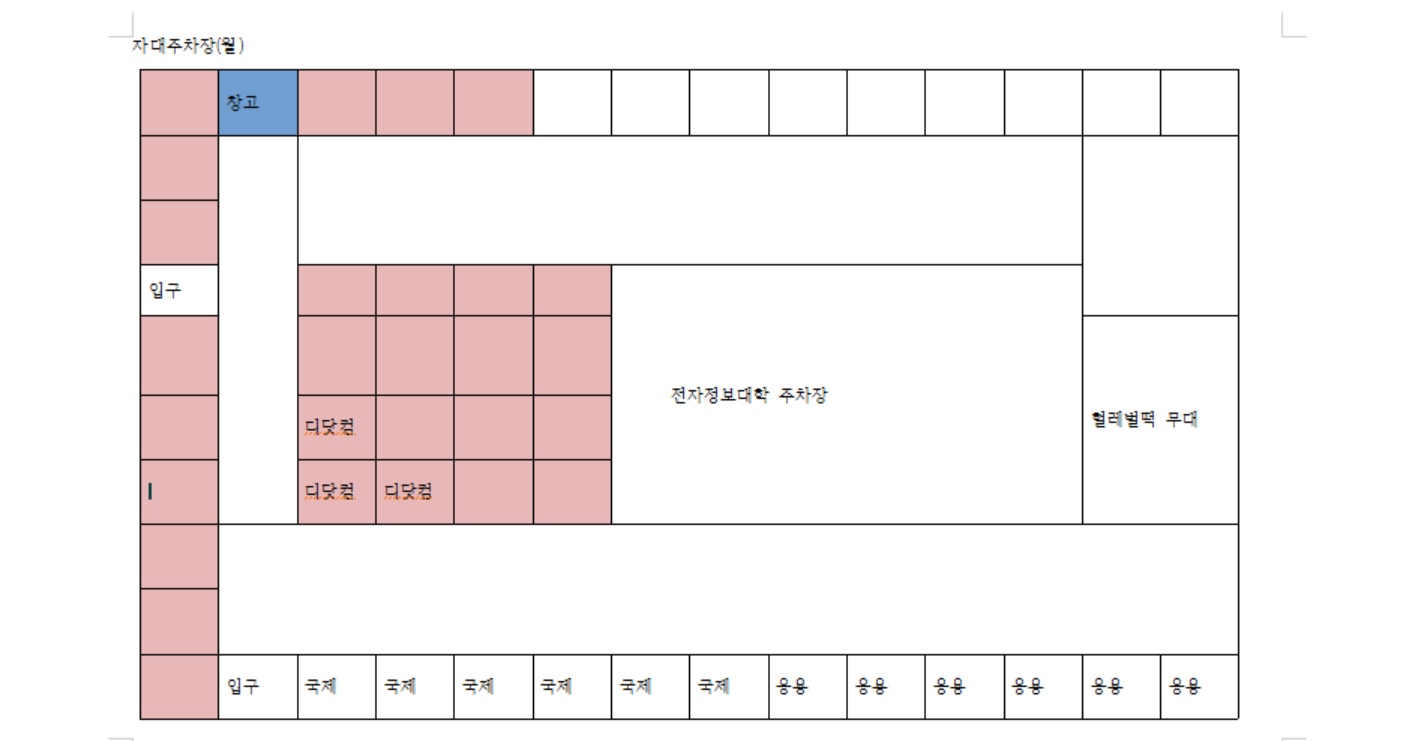 자대주차장(월)
창고
입구
전자정보대학 주차장
헐레벌떡 무대
디닷컴
디닷컴 디닷컴
입구 국제 국제 국제 국제 국제 국제 응용 응용 응용 응용 응용 응용